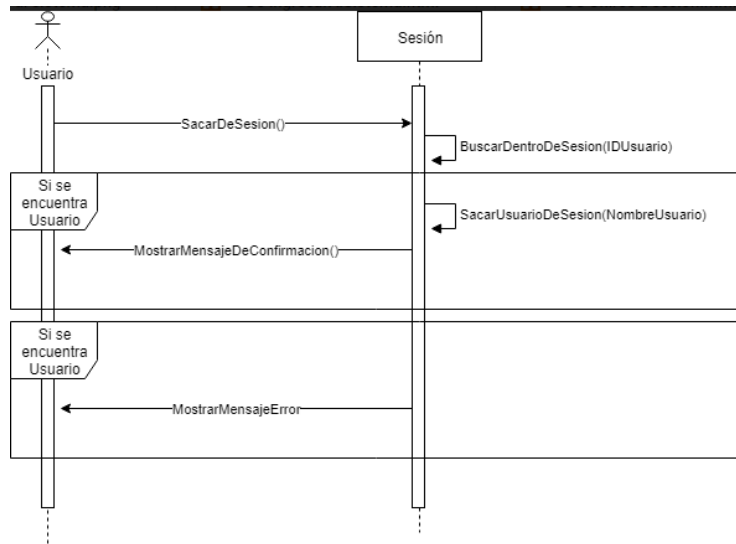 Sesión
Usuario
SacarDeSesion()
BuscarDentroDeSesion(IDUsuario)
Si se
encuentra
Usuario
SacarUsuarioDeSesion(NombreUsuario)
MostrarMensajeDeConfirmacion()
Si se
encuentra
Usuario
MostrarMensajeError